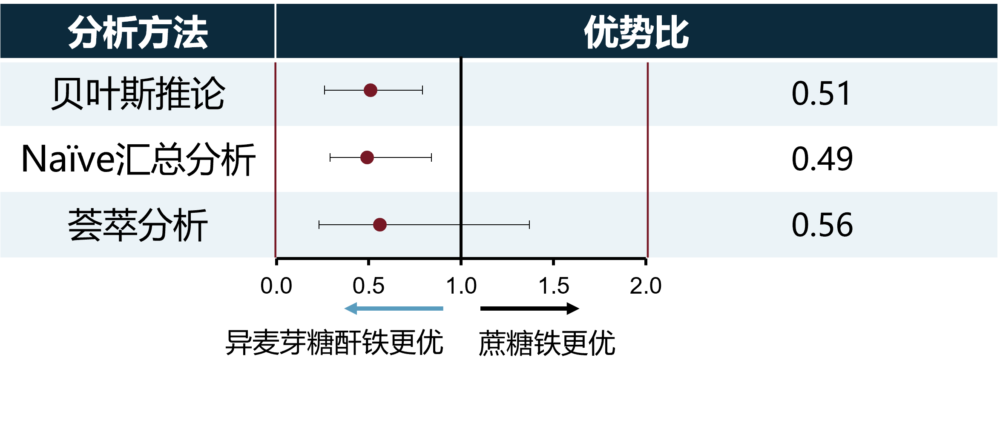 分析方法 优势比
贝叶斯推论 0.51
Naïve汇总分析 0.49
荟萃分析 0.56
0.0 0.5 1.0 1.5 2.0
异麦芽糖酐铁更优 蔗糖铁更优